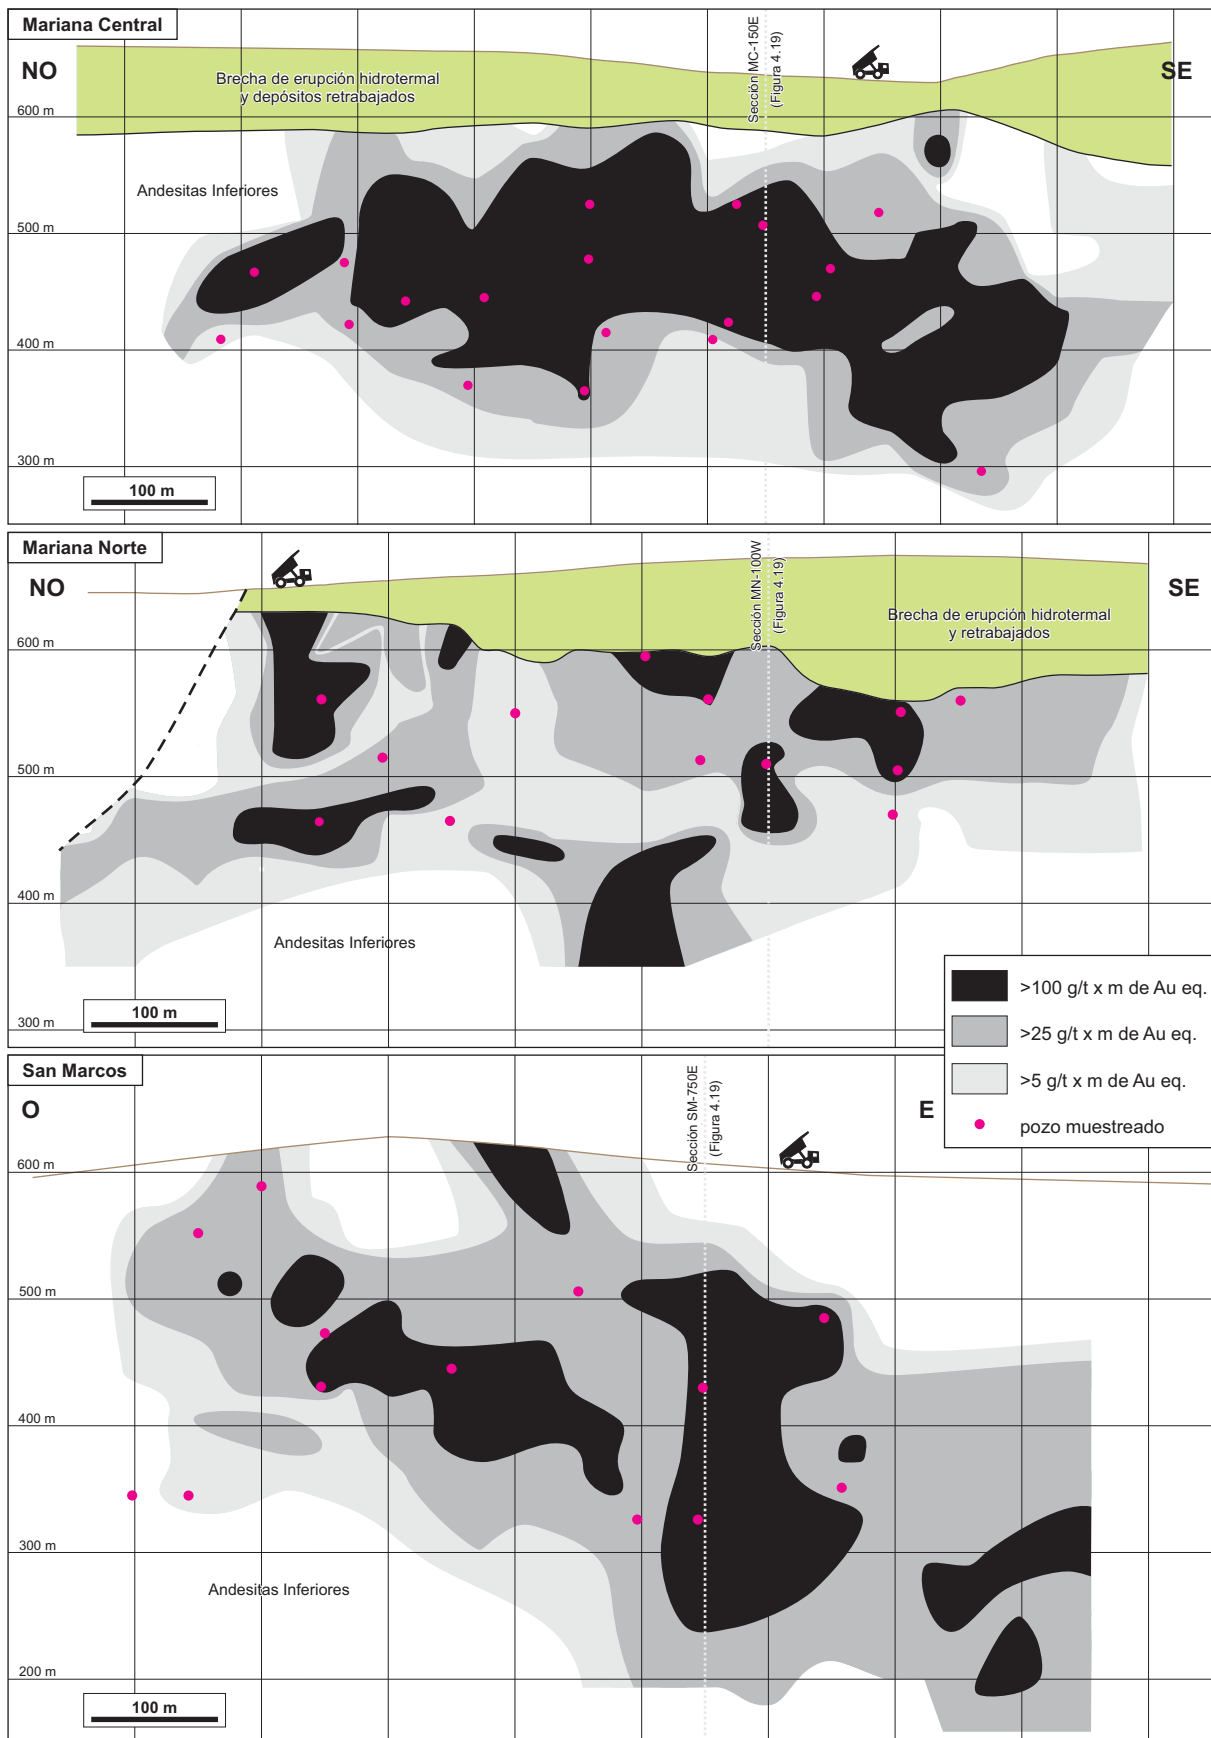 Mariana Central
NO
SE
Brecha de erupción hidrotermal
y depósitos retrabajados
Sección MC-150E
(Figura 4.19)
600 m
Andesitas Inferiores
500 m
400 m
300 m
100 m
Mariana Norte
NO
SE
Sección MN-100W
(Figura 4.19)
Brecha de erupción hidrotermal
y retrabajados
600 m
500 m
400 m
Andesitas Inferiores
100 m
300 m
>100 g/t x m de Au eq.
>25 g/t x m de Au eq.
>5 g/t x m de Au eq.
pozo muestreado
San Marcos
O
E
Sección SM-750E
(Figura 4.19)
600 m
500 m
400 m
300 m
Andesitas Inferiores
200 m
100 m